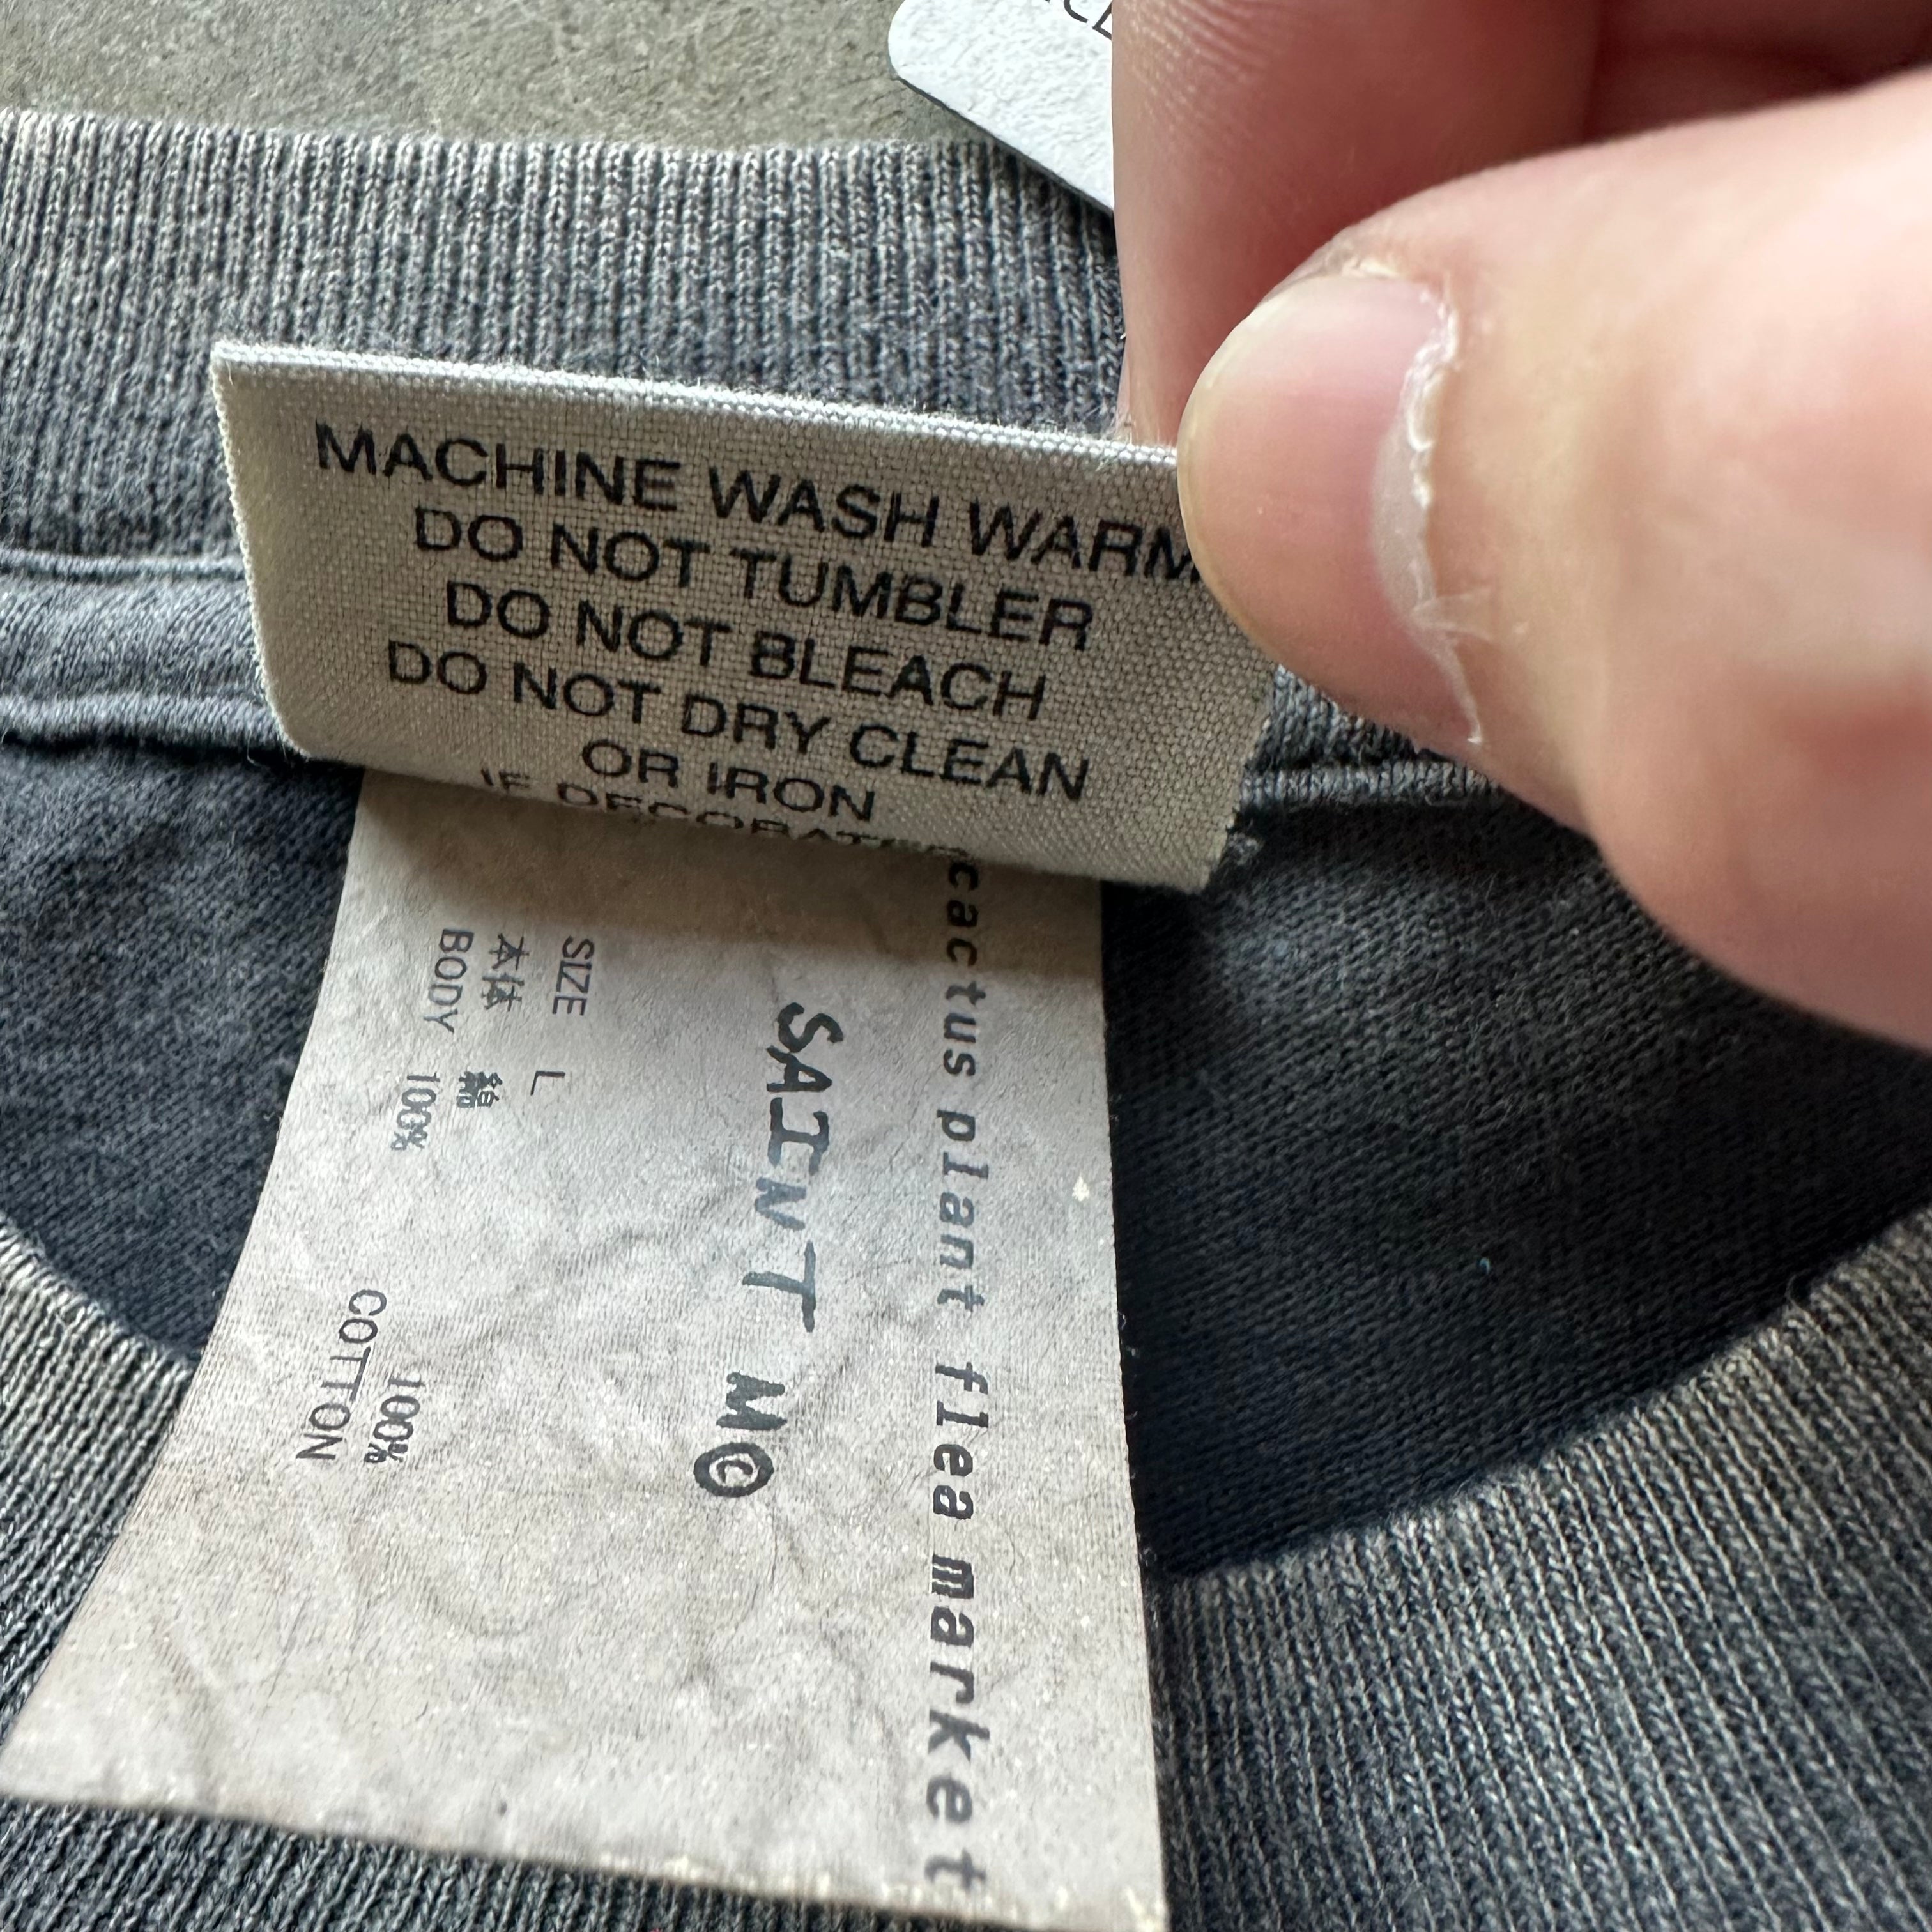 MACHINE WASH WARM
DO NOT TUMBLER
DO NOT BLEACH
DO NOT DRY CLEAN
OR IRON
cactus plant flea market
SAINT M©
SIZE L
本体 綿 100%
BODY 100%
COTTON